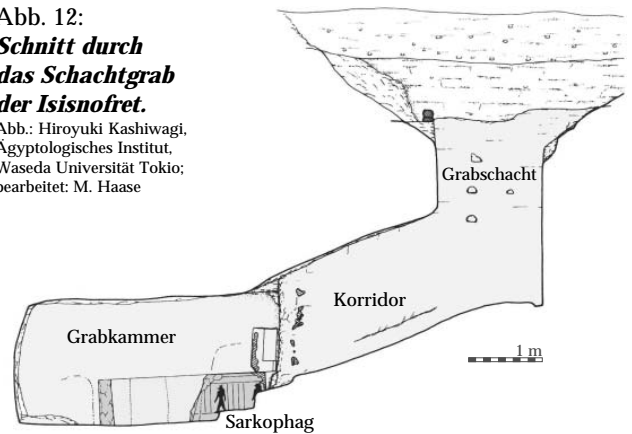 Abb. 12:
Schnitt durch
das Schachtgrab
der Isisnofret.
Abb.: Hiroyuki Kashiwagi,
Ägyptologisches Institut,
Waseda Universität Tokio;
bearbeitet: M. Haase
Grabschacht
Korridor
Grabkammer
1 m
Sarkophag